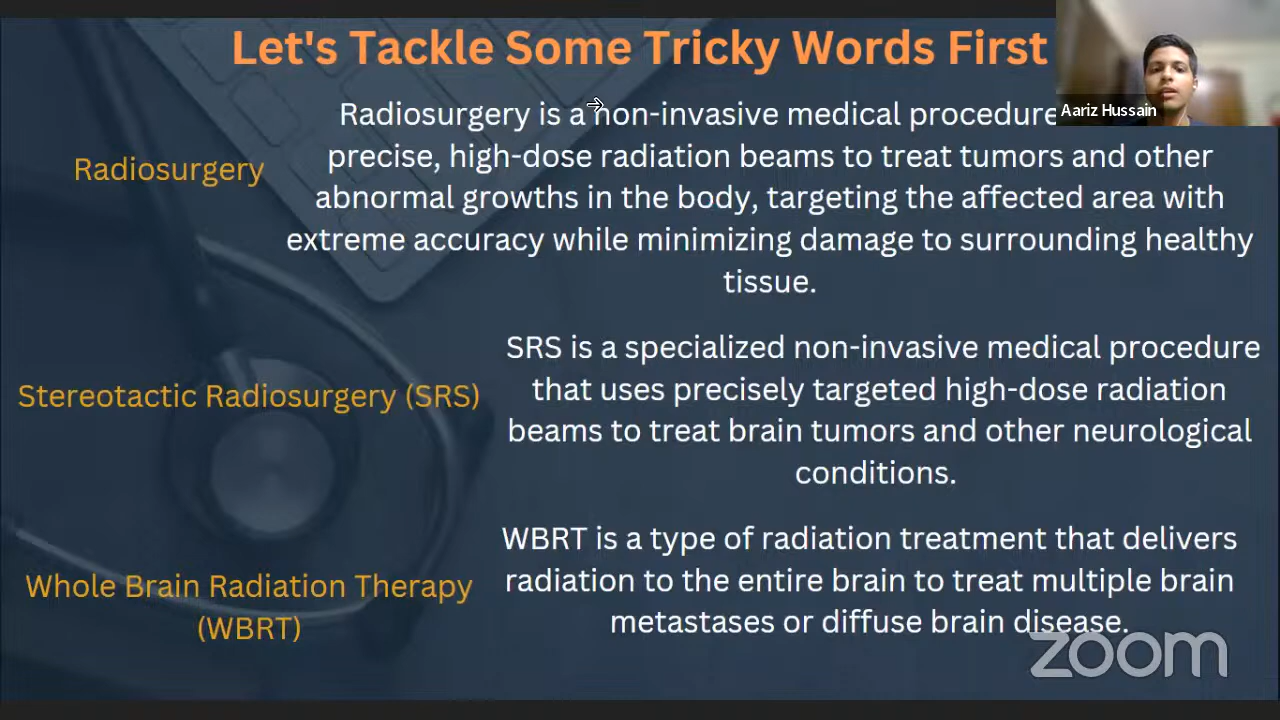 Let's Tackle Some Tricky Words First
Aariz Hussain
Radiosurgery
Radiosurgery is a non-invasive medical procedure
precise, high-dose radiation beams to treat tumors and other
abnormal growths in the body, targeting the affected area with
extreme accuracy while minimizing damage to surrounding healthy
tissue.
Stereotactic Radiosurgery (SRS)
SRS is a specialized non-invasive medical procedure
that uses precisely targeted high-dose radiation
beams to treat brain tumors and other neurological
conditions.
Whole Brain Radiation Therapy
(WBRT)
WBRT is a type of radiation treatment that delivers
radiation to the entire brain to treat multiple brain
metastases or diffuse brain disease.
zoom